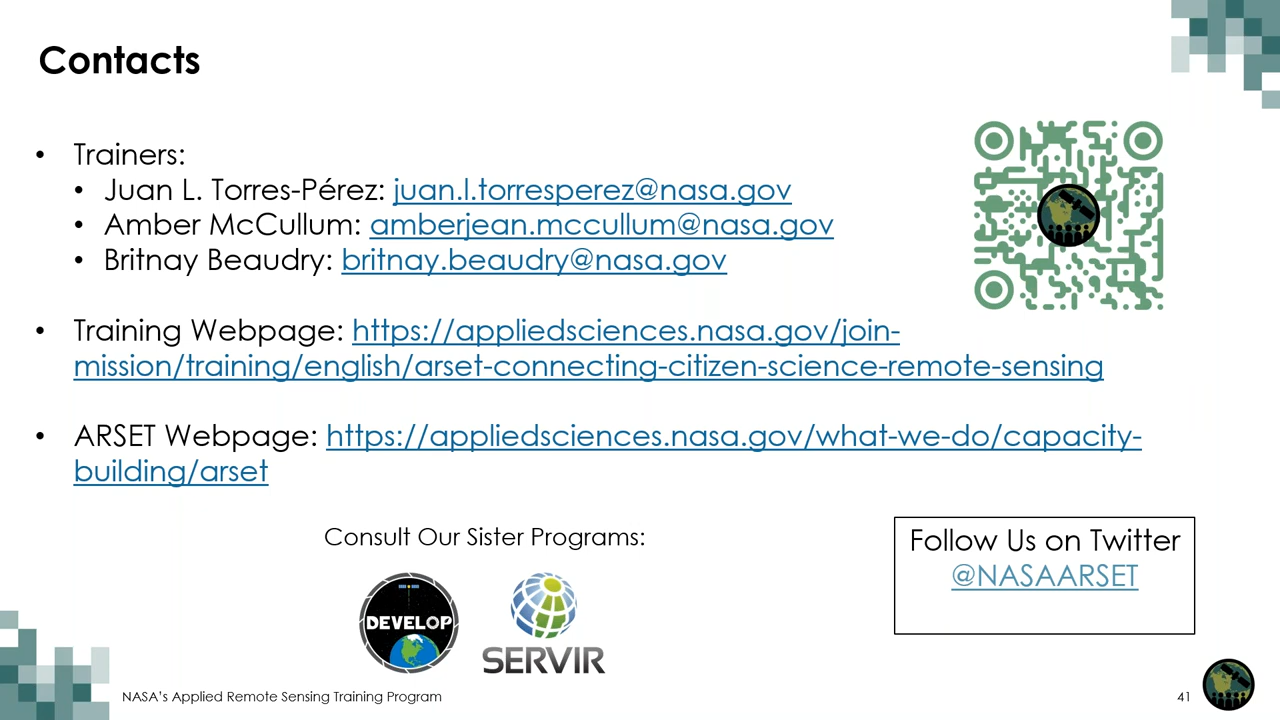 Contacts
• Trainers:
• Juan L. Torres-Pérez: juan.l.torresperez@nasa.gov
• Amber McCullum: amberjean.mccullum@nasa.gov
• Britnay Beaudry: britnay.beaudry@nasa.gov
• Training Webpage: https://appliedsciences.nasa.gov/join-
mission/training/english/arset-connecting-citizen-science-remote-sensing
• ARSET Webpage: https://appliedsciences.nasa.gov/what-we-do/capacity-
building/arset
Consult Our Sister Programs:
DEVELOP
SERVIR
Follow Us on Twitter
@NASAARSET
NASA's Applied Remote Sensing Training Program
41